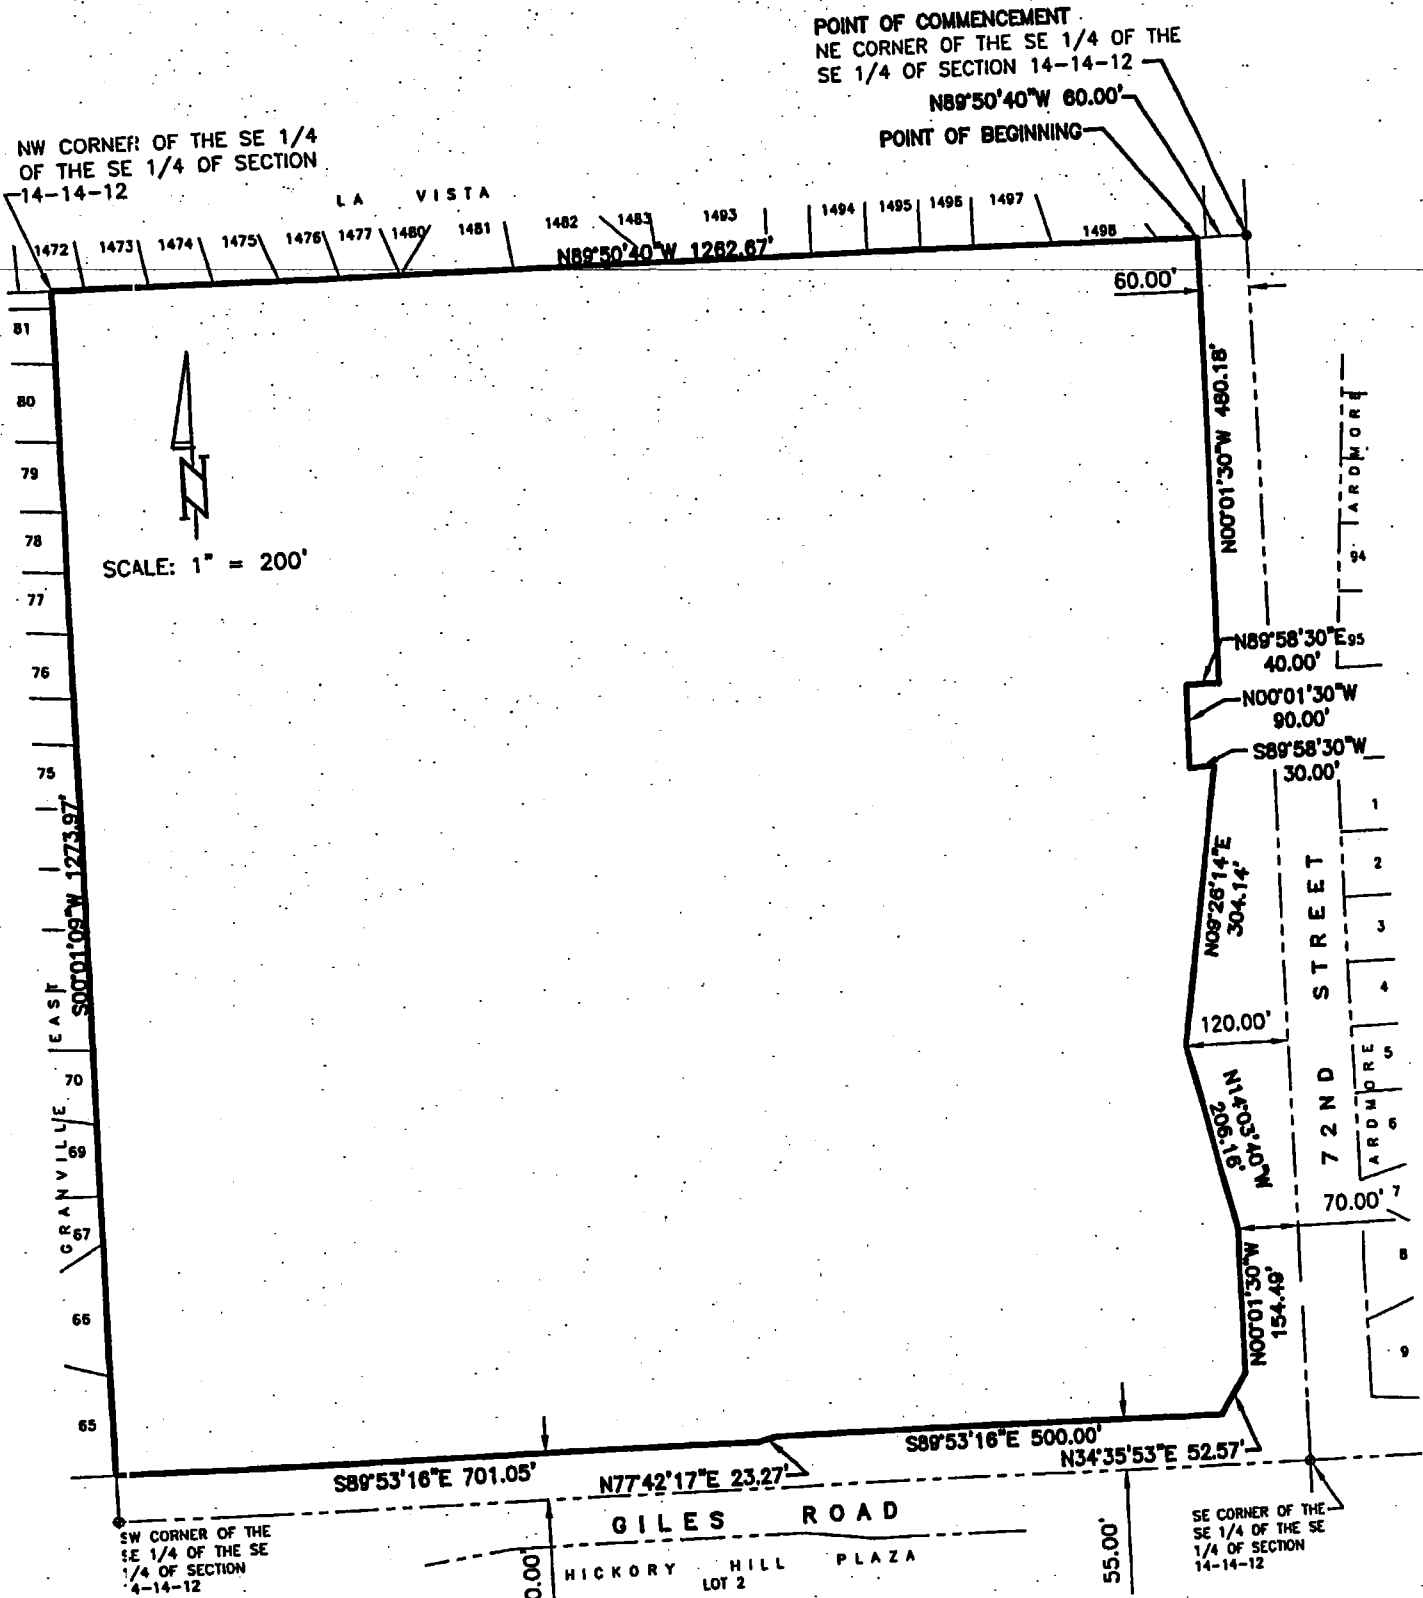 POINT OF COMMENCEMENT
NE CORNER OF THE SE 1/4 OF THE
SE 1/4 OF SECTION 14-14-12
N89°50'40"W 60.00'
POINT OF BEGINNING
NW CORNER OF THE SE 1/4
OF THE SE 1/4 OF SECTION
14-14-12
LA VISTA
1472 1473 1474 1475 1476 1477 1480 1481 1482 1483 1493 1494 1495 1496 1497 1498
N89°50'40"W 1262.67'
60.00'
81
80
79
78
77
76
75
70
69
67
66
65
SCALE: 1" = 200'
N00°01'30"W 480.18'
ARDMORE
94
95
N89°58'30"E
40.00'
N00°01'30"W
90.00'
S89°58'30"W
30.00'
S00°01'09"W 1273.97'
GRANVILLE EAST
N09°26'14"E
304.14'
120.00'
N14°03'40"W
206.16'
72ND STREET
1
2
3
4
5
6
7
8
9
ARDMORE
70.00'
N00°01'30"W
154.49'
S89°53'16"E 500.00'
N34°35'53"E 52.57'
S89°53'16"E 701.05'
N77°42'17"E 23.27'
GILES ROAD
HICKORY HILL PLAZA
LOT 2
0.00'
55.00'
SW CORNER OF THE
SE 1/4 OF THE SE
1/4 OF SECTION
4-14-12
SE CORNER OF THE
SE 1/4 OF THE SE
1/4 OF SECTION
14-14-12